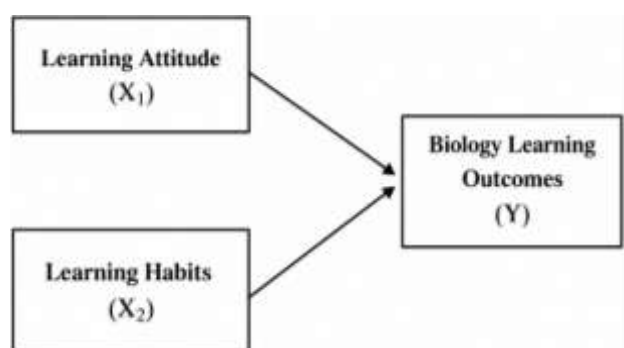 Learning Attitude
(X₁)
Biology Learning
Outcomes
(Y)
Learning Habits
(X₂)